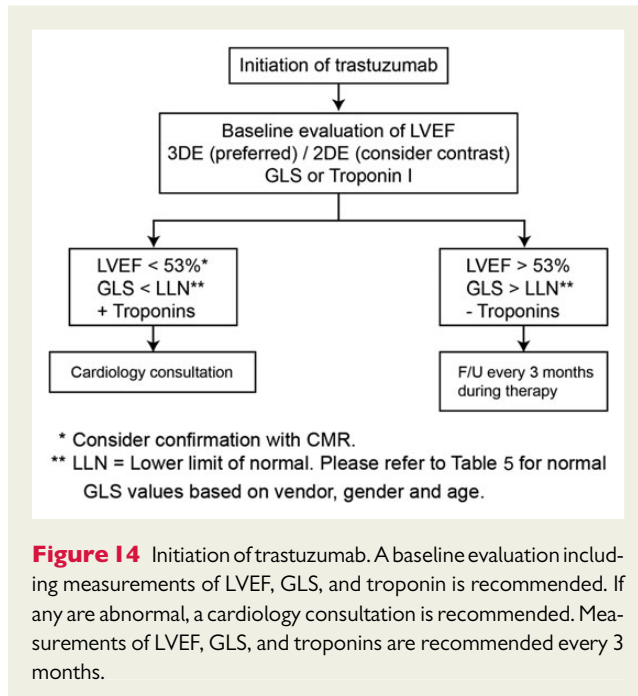 Initiation of trastuzumab
Baseline evaluation of LVEF
3DE (preferred) / 2DE (consider contrast)
GLS or Troponin I
LVEF < 53%*
GLS < LLN**
+ Troponins
LVEF > 53%
GLS > LLN**
- Troponins
Cardiology consultation
F/U every 3 months
during therapy
* Consider confirmation with CMR.
** LLN = Lower limit of normal. Please refer to Table 5 for normal
GLS values based on vendor, gender and age.
Figure 14 Initiation of trastuzumab. A baseline evaluation includ-
ing measurements of LVEF, GLS, and troponin is recommended. If
any are abnormal, a cardiology consultation is recommended. Mea-
surements of LVEF, GLS, and troponins are recommended every 3
months.